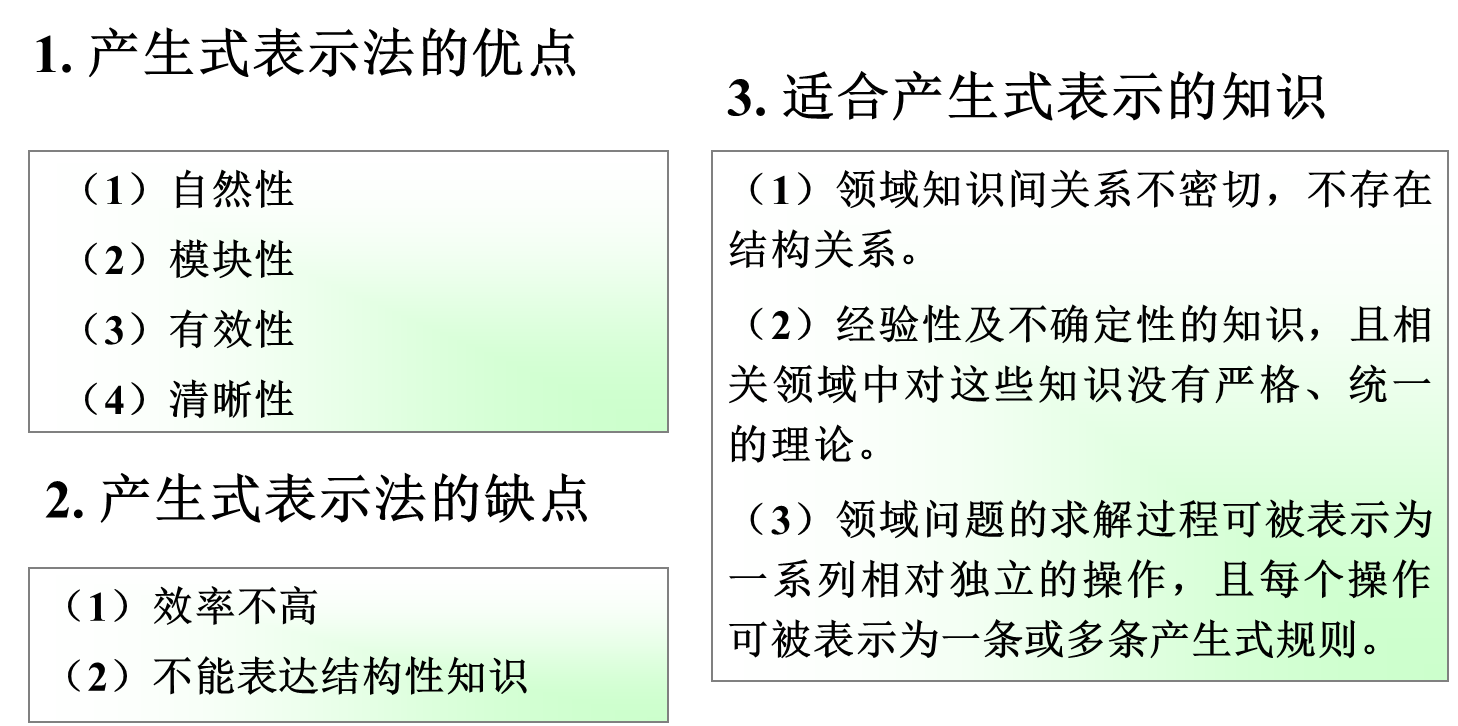 1. 产生式表示法的优点
（1）自然性
（2）模块性
（3）有效性
（4）清晰性
2. 产生式表示法的缺点
（1）效率不高
（2）不能表达结构性知识
3. 适合产生式表示的知识
（1）领域知识间关系不密切，不存在
结构关系。
（2）经验性及不确定性的知识，且相
关领域中对这些知识没有严格、统一
的理论。
（3）领域问题的求解过程可被表示为
一系列相对独立的操作，且每个操作
可被表示为一条或多条产生式规则。